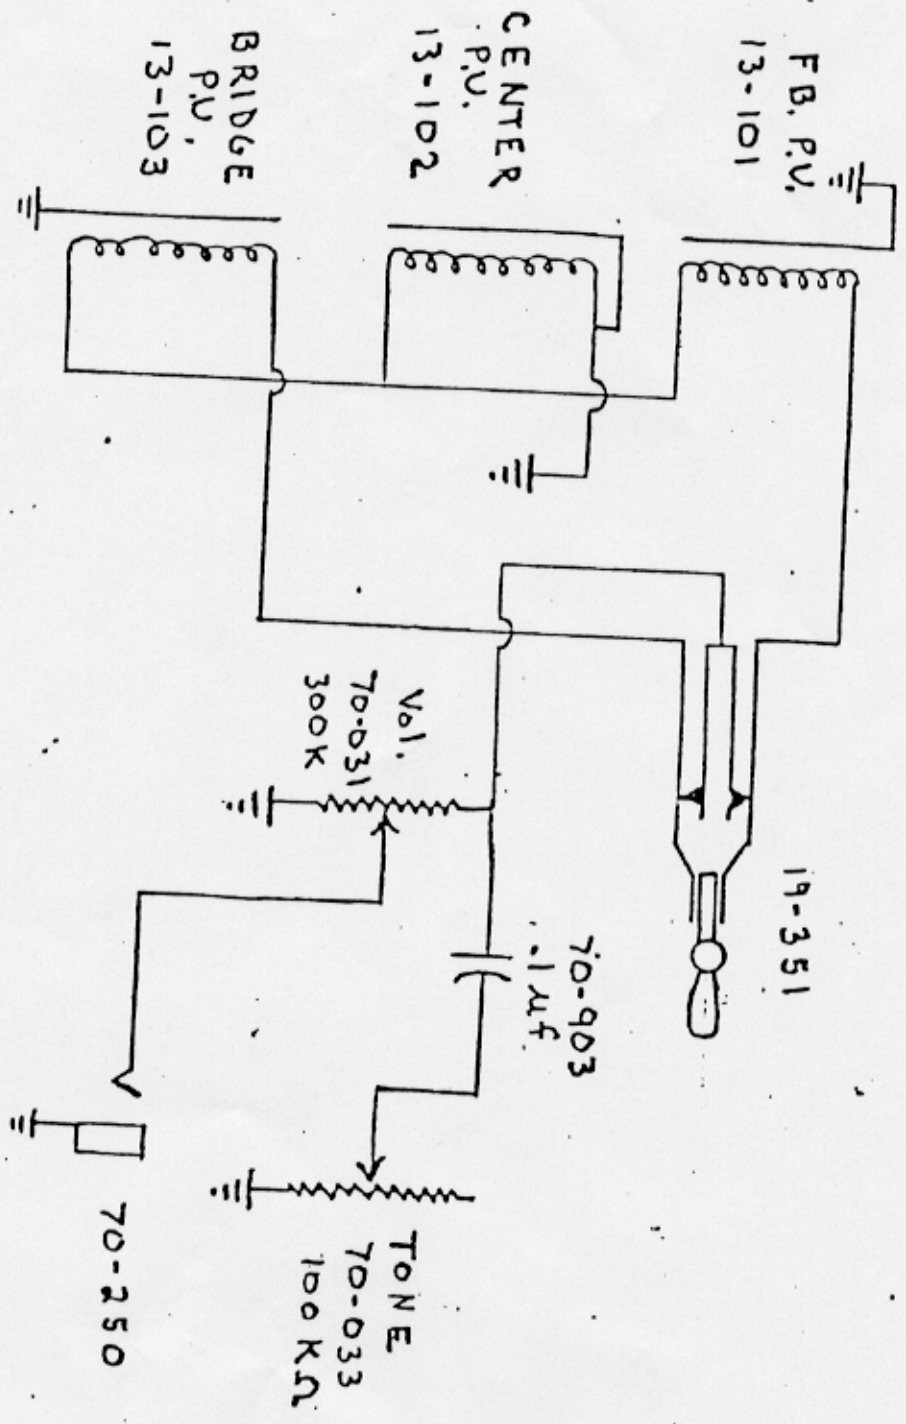 FB. P.U.
13-101
19-351
CENTER
P.U.
13-102
70-903
.1 µf.
Vol.
70-031
300K
TONE
70-033
100 KΩ
BRIDGE
P.U.
13-103
70-250